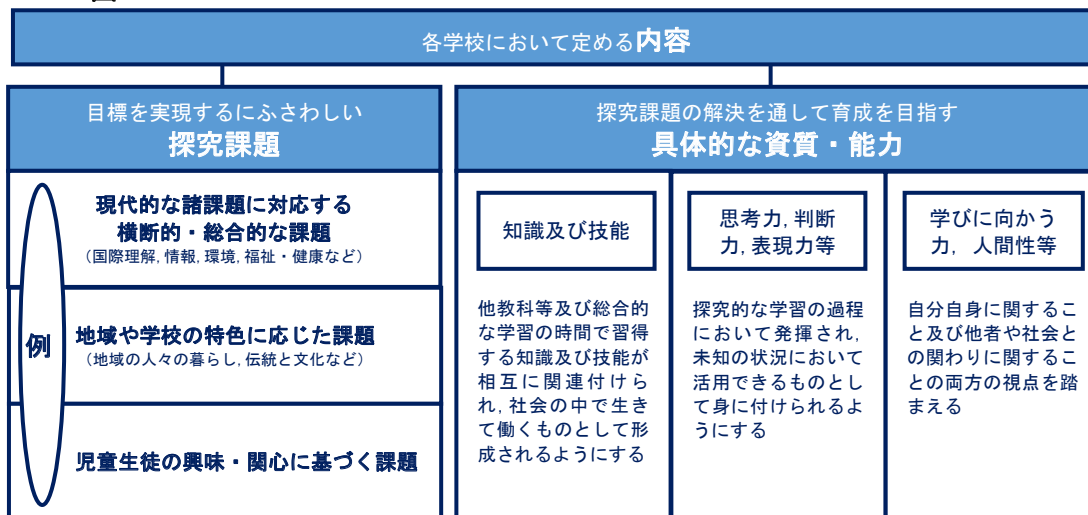 各学校において定める内容
目標を実現するにふさわしい
探究課題
探究課題の解決を通して育成を目指す
具体的な資質・能力
例
現代的な諸課題に対応する
横断的・総合的な課題
(国際理解,情報,環境,福祉・健康など)
地域や学校の特色に応じた課題
(地域の人々の暮らし,伝統と文化など)
児童生徒の興味・関心に基づく課題
知識及び技能
他教科等及び総合的
な学習の時間で習得
する知識及び技能が
相互に関連付けら
れ,社会の中で生き
て働くものとして形
成されるようにする
思考力,判断
力,表現力等
探究的な学習の過程
において発揮され,
未知の状況において
活用できるものとし
て身に付けられるよ
うにする
学びに向かう
力,人間性等
自分自身に関するこ
と及び他者や社会と
の関わりに関するこ
との両方の視点を踏
まえる